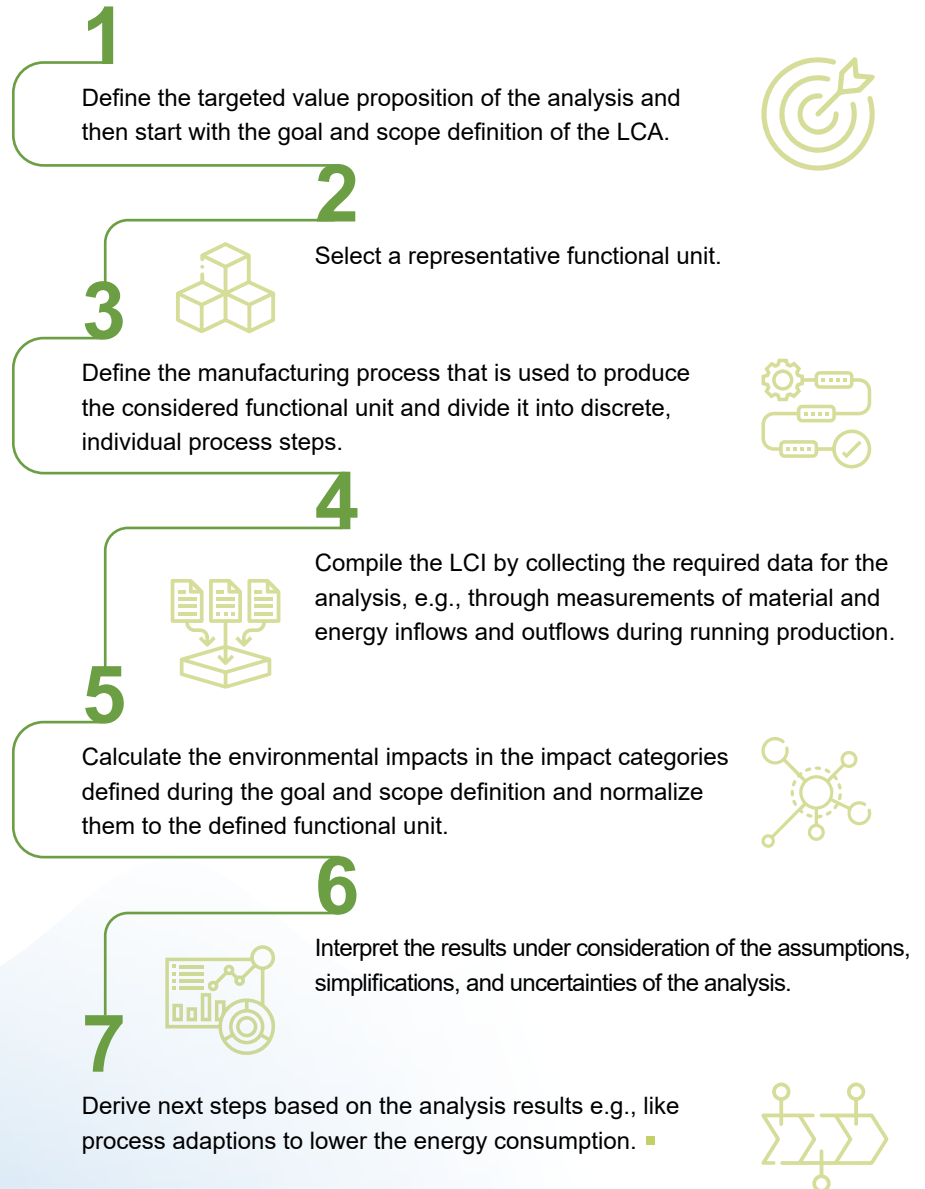 1
Define the targeted value proposition of the analysis and
then start with the goal and scope definition of the LCA.
2
Select a representative functional unit.
3
Define the manufacturing process that is used to produce
the considered functional unit and divide it into discrete,
individual process steps.
4
Compile the LCI by collecting the required data for the
analysis, e.g., through measurements of material and
energy inflows and outflows during running production.
5
Calculate the environmental impacts in the impact categories
defined during the goal and scope definition and normalize
them to the defined functional unit.
6
Interpret the results under consideration of the assumptions,
simplifications, and uncertainties of the analysis.
7
Derive next steps based on the analysis results e.g., like
process adaptions to lower the energy consumption.